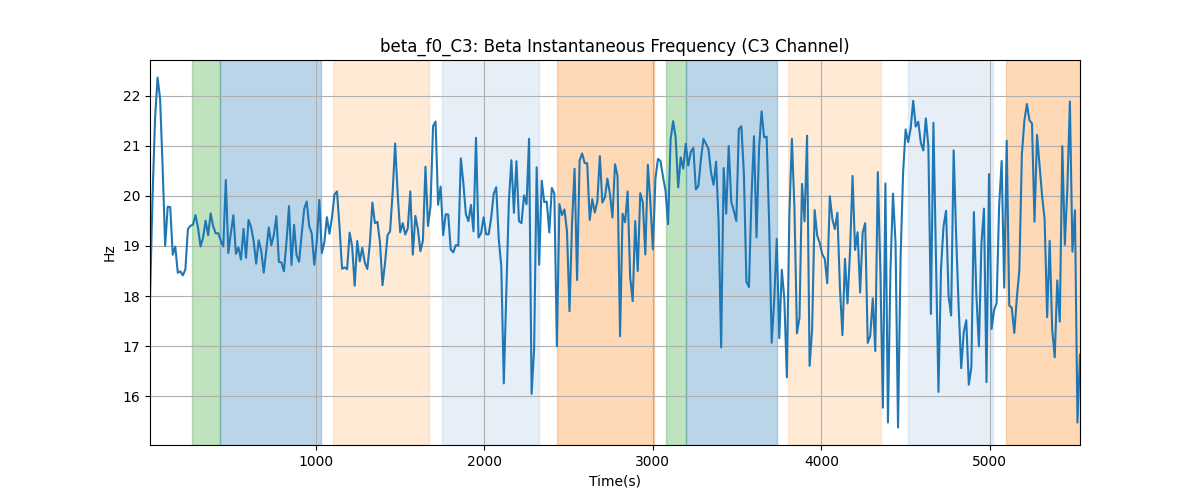 beta_f0_C3: Beta Instantaneous Frequency (C3 Channel)
Hz
22
21
20
19
18
17
16
1000 2000 3000 4000 5000
Time(s)